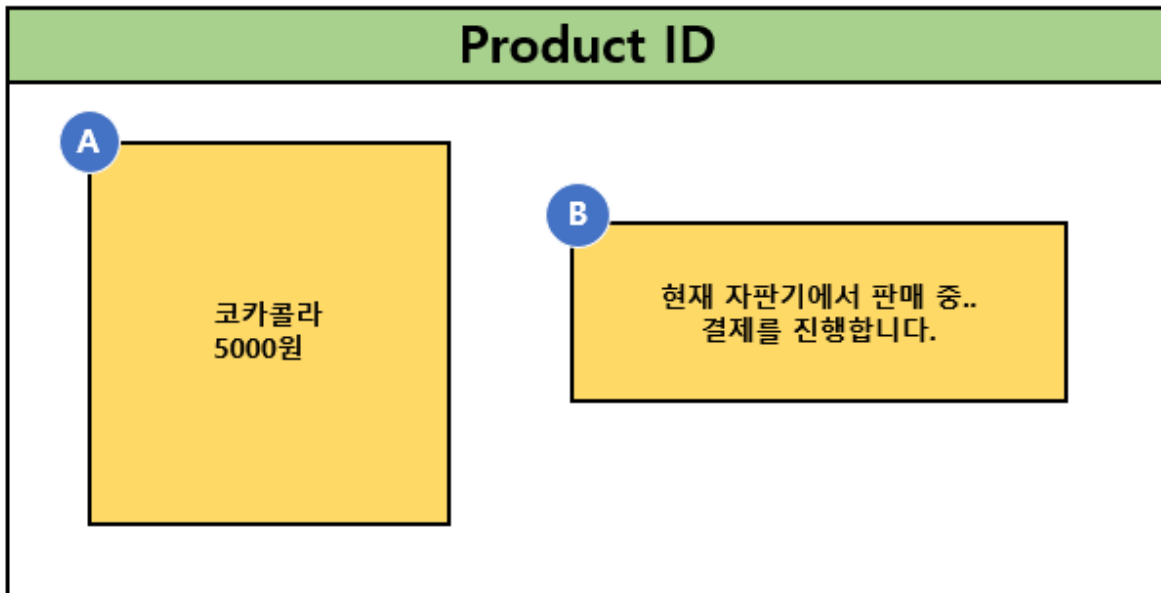 Product ID
A
코카콜라
5000원
B
현재 자판기에서 판매 중..
결제를 진행합니다.